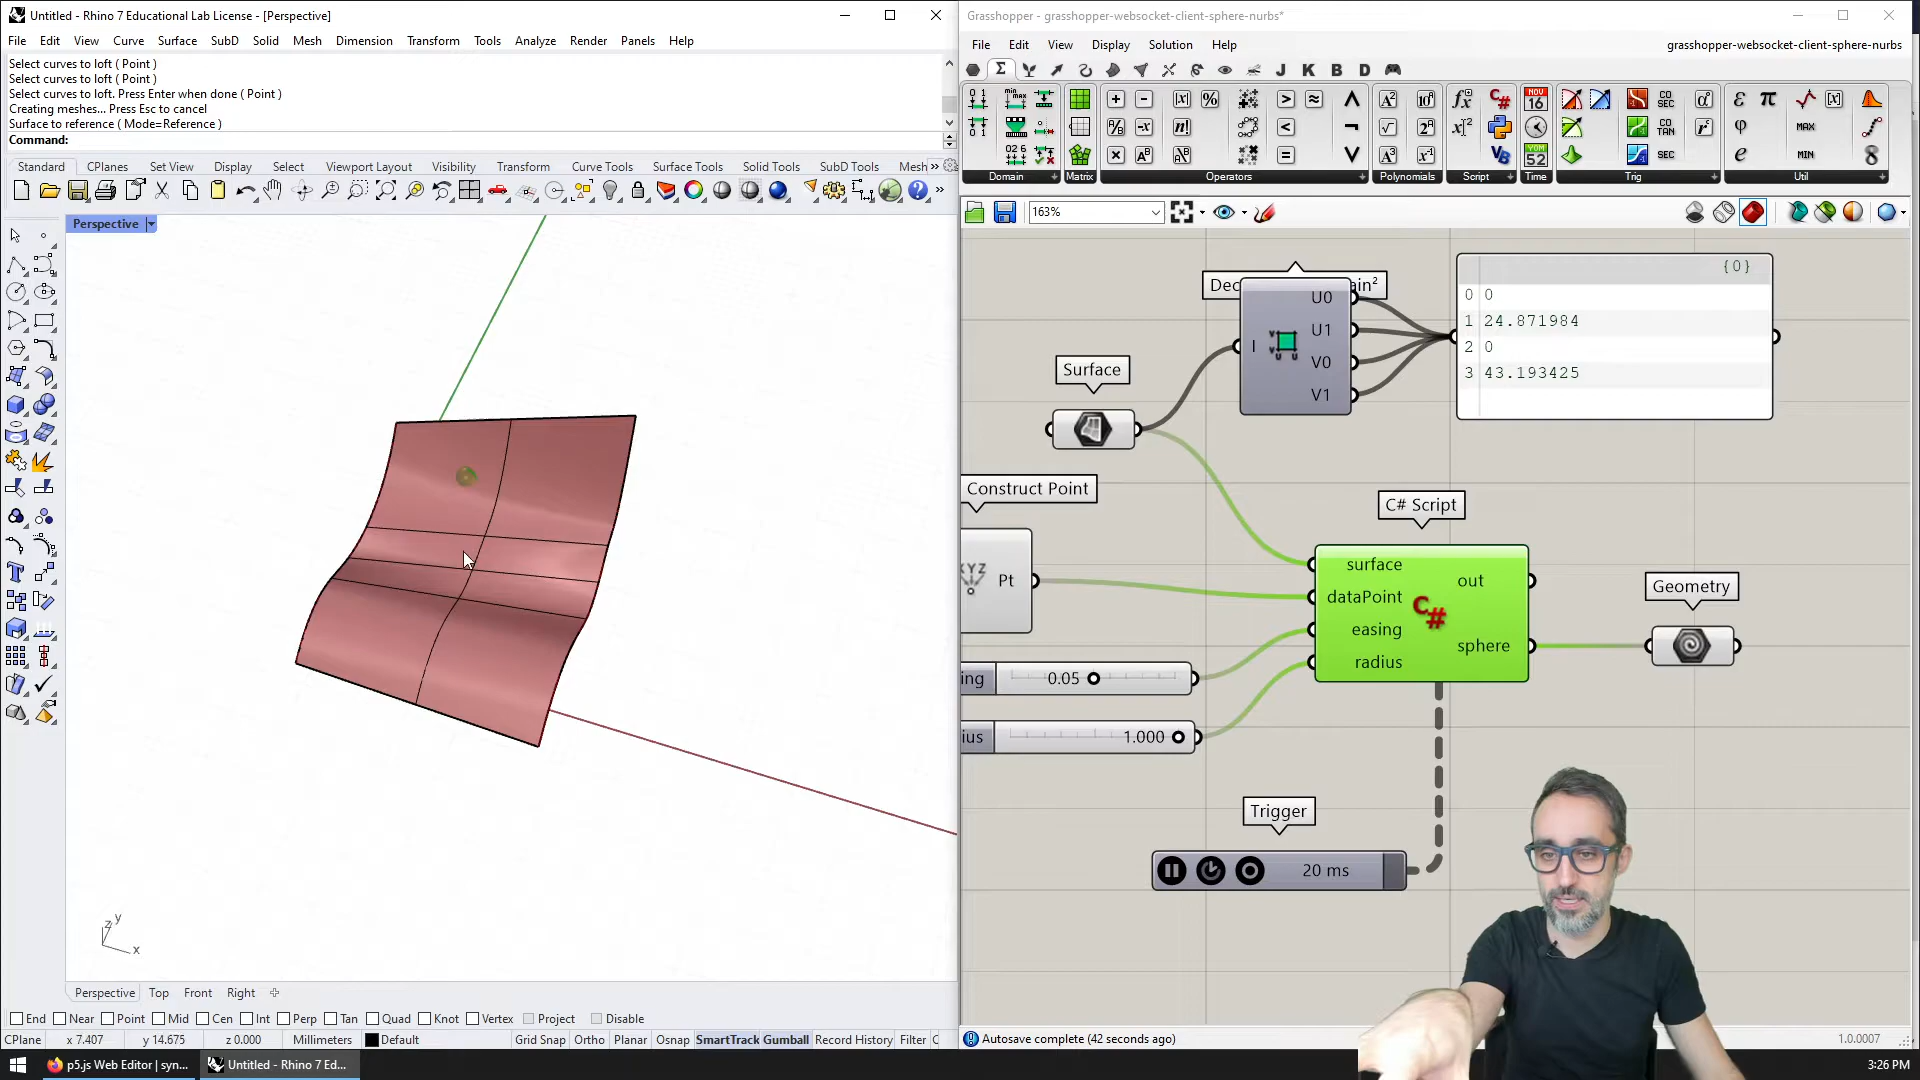 Untitled - Rhino 7 Educational Lab License - [Perspective]
File Edit View Curve Surface SubD Solid Mesh Dimension Transform Tools Analyze Render Panels Help
Select curves to loft ( Point )
Select curves to loft ( Point )
Select curves to loft. Press Enter when done ( Point )
Creating meshes... Press Esc to cancel
Surface to reference ( Mode=Reference )
Command:
Standard CPlanes Set View Display Select Viewport Layout Visibility Transform Curve Tools Surface Tools Solid Tools SubD Tools Mesh
Perspective
z y x
Perspective Top Front Right
End Near Point Mid Cen Int Perp Tan Quad Knot Vertex Project Disable
CPlane x 7.407 y 14.675 z 0.000 Millimeters Default Grid Snap Ortho Planar Osnap SmartTrack Gumball Record History Filter
p5.js Web Editor | syn... Untitled - Rhino 7 Ed... 3:26 PM
Grasshopper - grasshopper-websocket-client-sphere-nurbs*
File Edit View Display Solution Help
grasshopper-websocket-client-sphere-nurbs
J K B D
Domain Matrix Operators Polynomials Script Time Trig Util
163%
Surface
U0
U1
V0
V1
I
{0}
0 0
1 24.871984
2 0
3 43.193425
Construct Point
Pt
C# Script
surface
dataPoint
easing
radius
C#
out
sphere
Geometry
ing 0.05
ius 1.000
Trigger
20 ms
Autosave complete (42 seconds ago)
1.0.0007